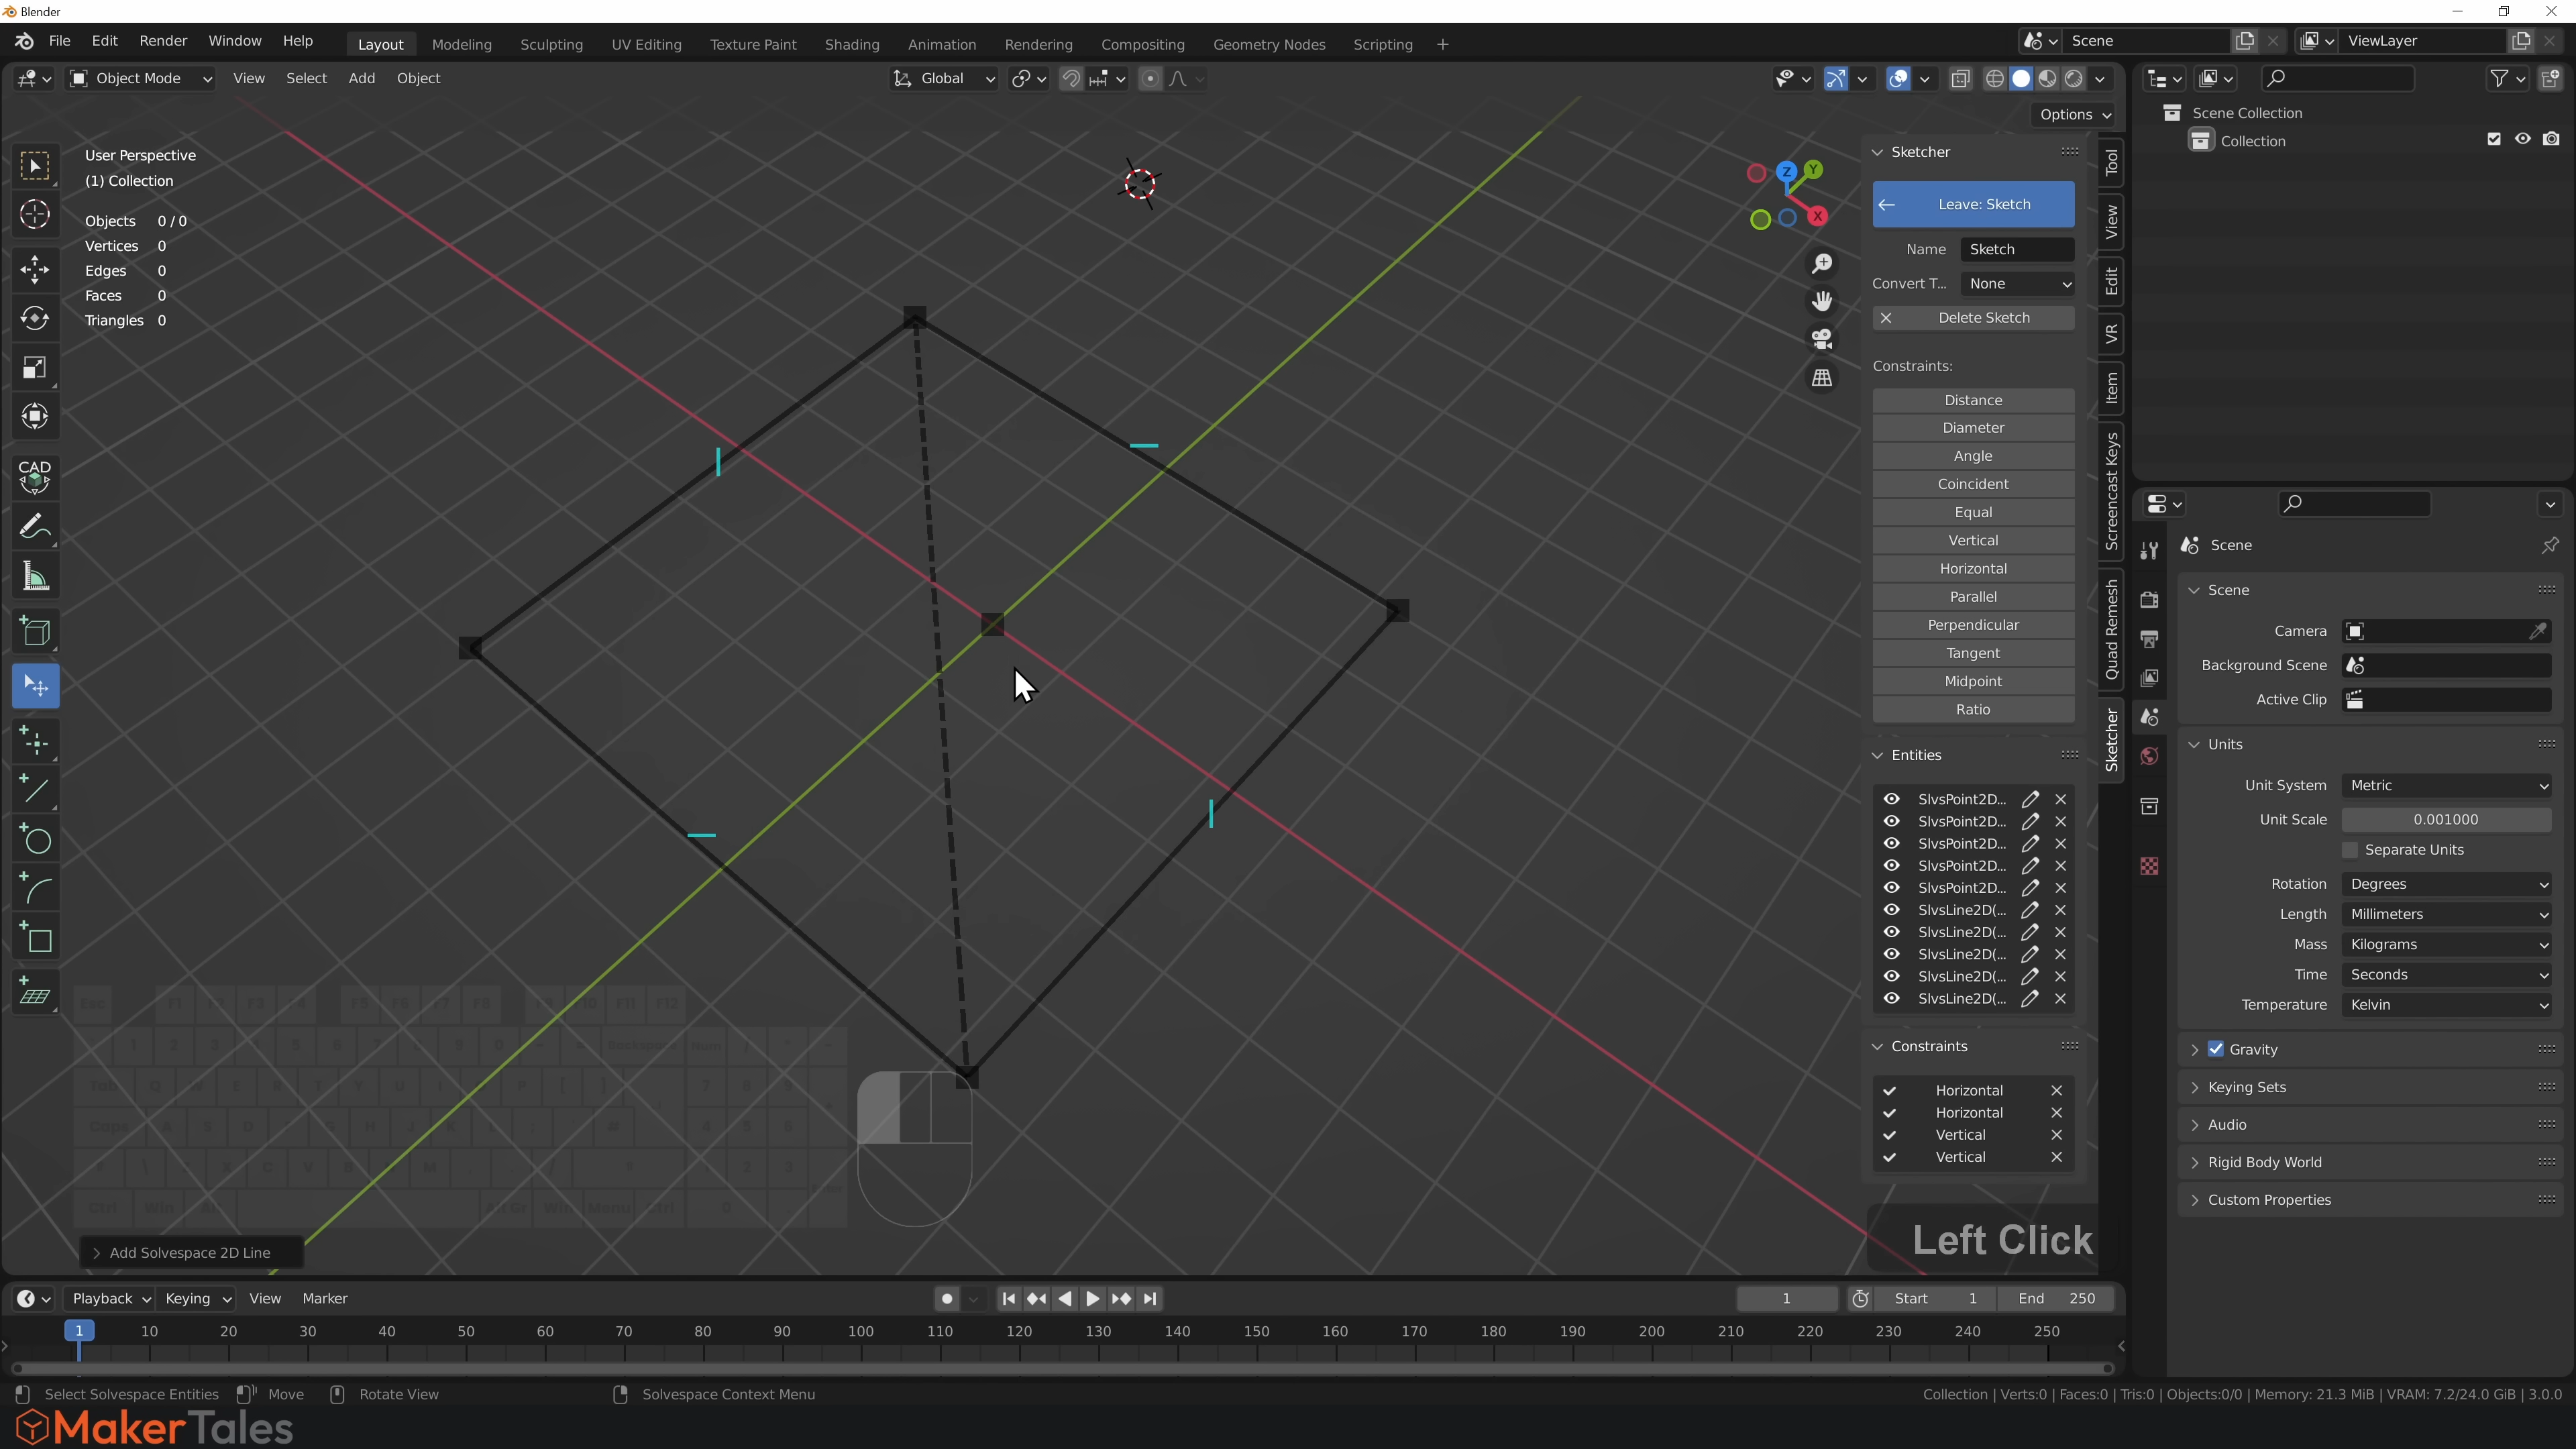 Blender
File Edit Render Window Help Layout Modeling Sculpting UV Editing Texture Paint Shading Animation Rendering Compositing Geometry Nodes Scripting + Scene ViewLayer
Object Mode View Select Add Object Global
Options
User Perspective
(1) Collection
Objects 0 / 0
Vertices 0
Edges 0
Faces 0
Triangles 0
CAD
Z
Y
X
Sketcher
Leave: Sketch
Name Sketch
Convert T... None
Delete Sketch
Constraints:
Distance
Diameter
Angle
Coincident
Equal
Vertical
Horizontal
Parallel
Perpendicular
Tangent
Midpoint
Ratio
Entities
SlvsPoint2D...
SlvsPoint2D...
SlvsPoint2D...
SlvsPoint2D...
SlvsPoint2D...
SlvsLine2D(...
SlvsLine2D(...
SlvsLine2D(...
SlvsLine2D(...
SlvsLine2D(...
Constraints
Horizontal
Horizontal
Vertical
Vertical
Tool
View
Edit
VR
Item
Screencast Keys
Quad Remesh
Sketcher
Scene Collection
Collection
Scene
Scene
Camera
Background Scene
Active Clip
Units
Unit System Metric
Unit Scale 0.001000
Separate Units
Rotation Degrees
Length Millimeters
Mass Kilograms
Time Seconds
Temperature Kelvin
Gravity
Keying Sets
Audio
Rigid Body World
Custom Properties
Left Click
Add Solvespace 2D Line
Playback Keying View Marker 1 Start 1 End 250
1 10 20 30 40 50 60 70 80 90 100 110 120 130 140 150 160 170 180 190 200 210 220 230 240 250
Select Solvespace Entities Move Rotate View Solvespace Context Menu Collection | Verts:0 | Faces:0 | Tris:0 | Objects:0/0 | Memory: 21.3 MiB | VRAM: 7.2/24.0 GiB | 3.0.0
MakerTales